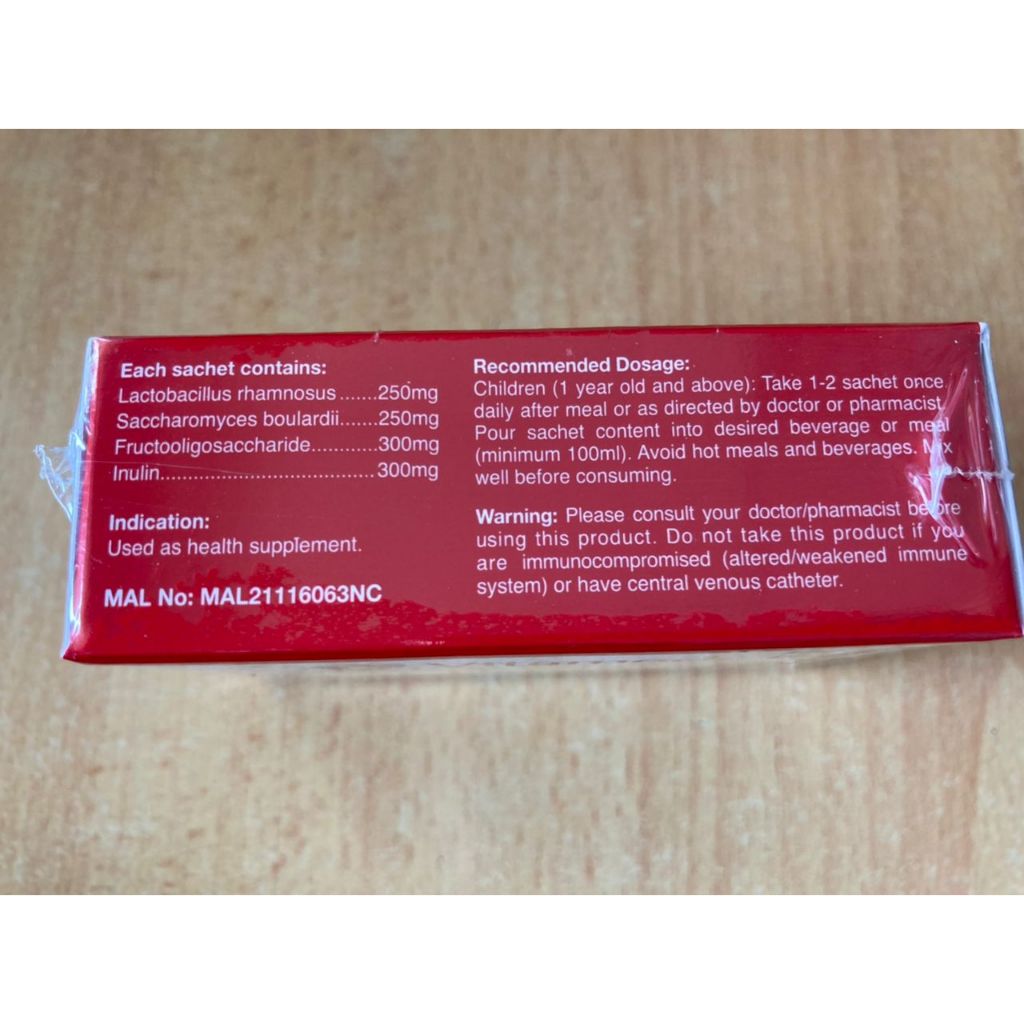 Each sachet contains:
Lactobacillus rhamnosus.......250mg
Saccharomyces boulardii.......250mg
Fructooligosaccharide............300mg
Inulin.......................................300mg
Indication:
Used as health supplement.
MAL No: MAL21116063NC
Recommended Dosage:
Children (1 year old and above): Take 1-2 sachet once
daily after meal or as directed by doctor or pharmacist.
Pour sachet content into desired beverage or meal
(minimum 100ml). Avoid hot meals and beverages. Mix
well before consuming.
Warning: Please consult your doctor/pharmacist before
using this product. Do not take this product if you
are immunocompromised (altered/weakened immune
system) or have central venous catheter.